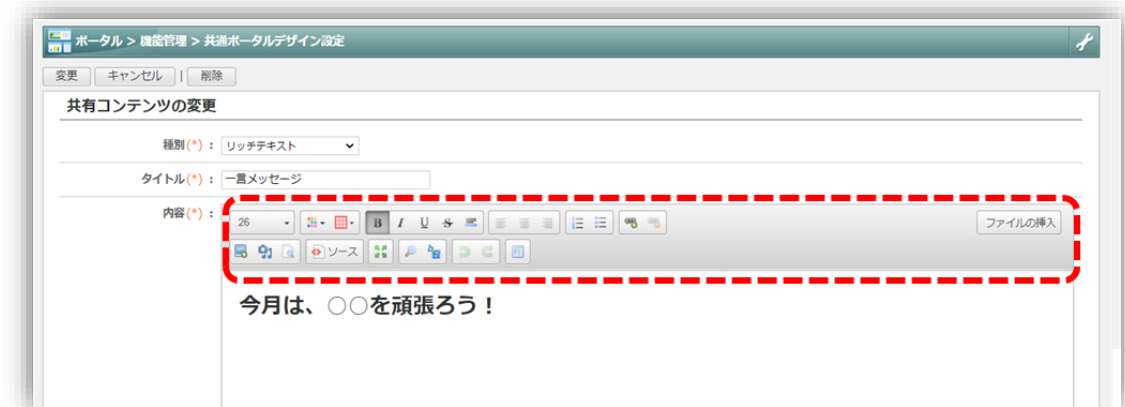 ポータル > 機能管理 > 共通ポータルデザイン設定
変更 キャンセル | 削除
共有コンテンツの変更
種別(*) : リッチテキスト
タイトル(*) : 一言メッセージ
内容(*) :
26 B I U S ファイルの挿入
ソース
今月は、○○を頑張ろう！